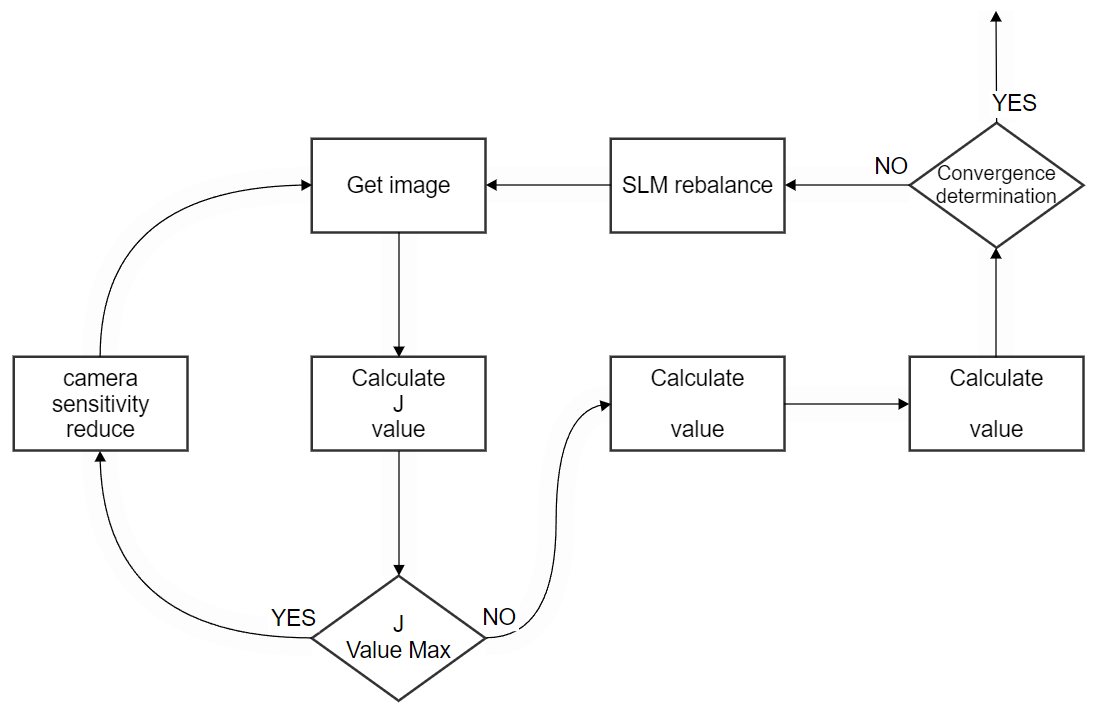 YES
Get image
SLM rebalance
NO
Convergence
determination
camera
sensitivity
reduce
Calculate
J
value
Calculate
value
Calculate
value
YES
J
Value Max
NO